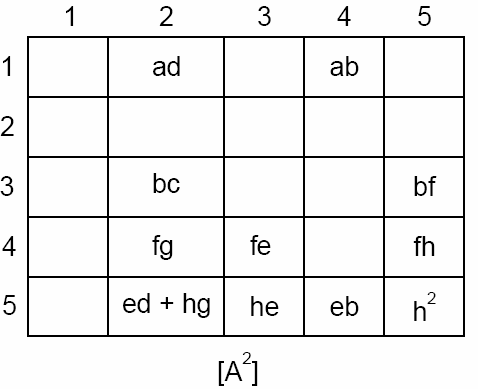 1 2 3 4 5
1 ad ab
2
3 bc bf
4 fg fe fh
5 ed + hg he eb h²
[A²]